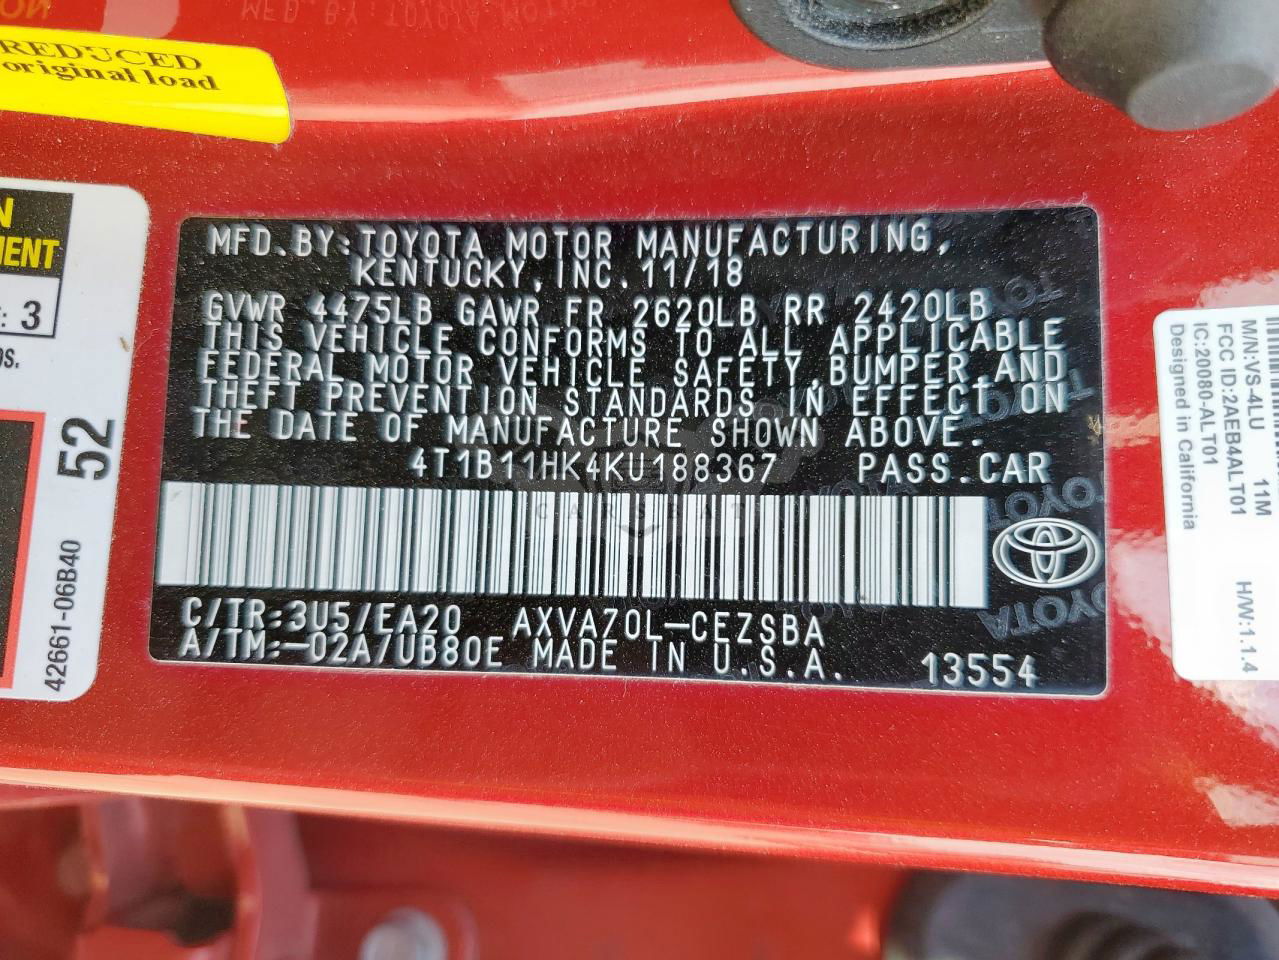 REDUCED
original load
MENT
: 3
52
42661-06B40
MFD.BY:TOYOTA MOTOR MANUFACTURING,
KENTUCKY,INC.11/18
GVWR 4475LB GAWR FR 2620LB RR 2420LB
THIS VEHICLE CONFORMS TO ALL APPLICABLE
FEDERAL MOTOR VEHICLE SAFETY,BUMPER,AND
THEFT PREVENTION STANDARDS IN EFFECT ON
THE DATE OF MANUFACTURE SHOWN ABOVE.
4T1B11HK4KU188367 PASS.CAR
TOYOTA
C/TR:3U5/EA20 AXVA70L-CEZSBA
A/TM:-02A/UB80E MADE IN U.S.A. 13554
M/N:VS-4LU 11M
FCC ID:2AEB4ALT01 H/W:1.1.4
IC:20080-ALT01
Designed in California